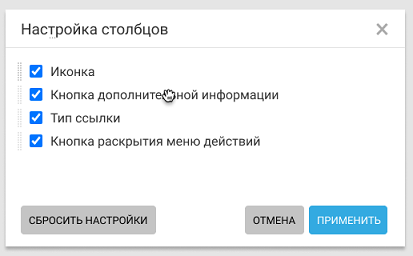 Настройка столбцов
Иконка
Кнопка дополнительной информации
Тип ссылки
Кнопка раскрытия меню действий
СБРОСИТЬ НАСТРОЙКИ
ОТМЕНА
ПРИМЕНИТЬ